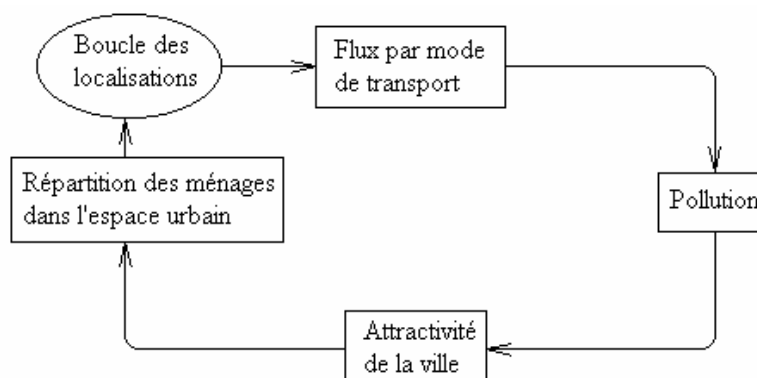 Boucle des
localisations
Flux par mode
de transport
Répartition des ménages
dans l'espace urbain
Pollution
Attractivité
de la ville